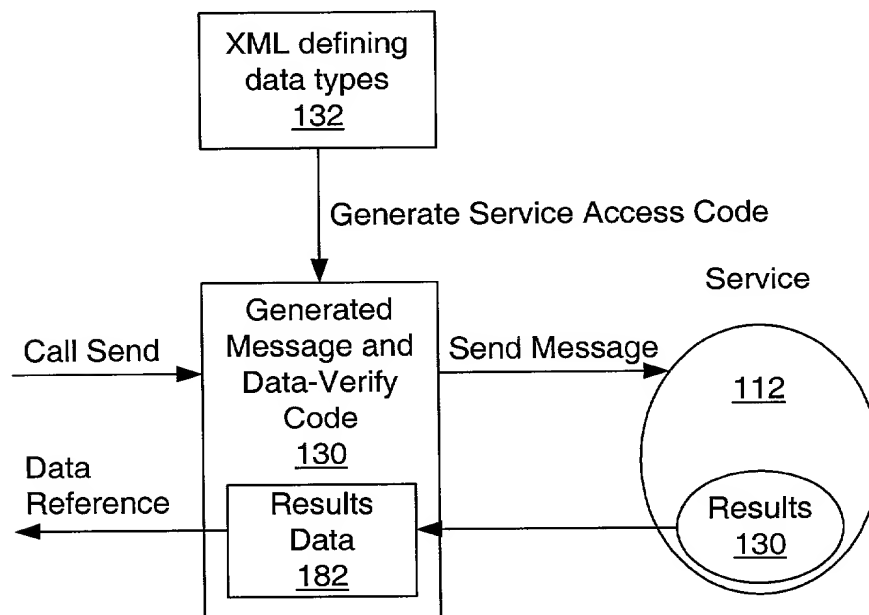 XML defining
data types
132
Generate Service Access Code
Service
Generated
Message and
Data-Verify
Code
130
Call Send
Send Message
112
Data
Reference
Results
Data
182
Results
130